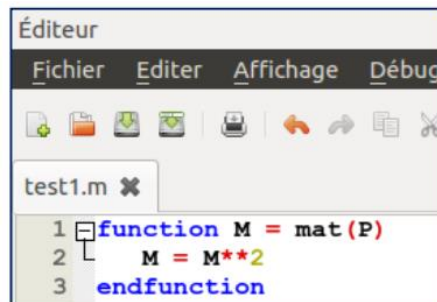 Éditeur
Fichier Editer Affichage Débug
test1.m ✖
1 function M = mat(P)
2 M = M**2
3 endfunction